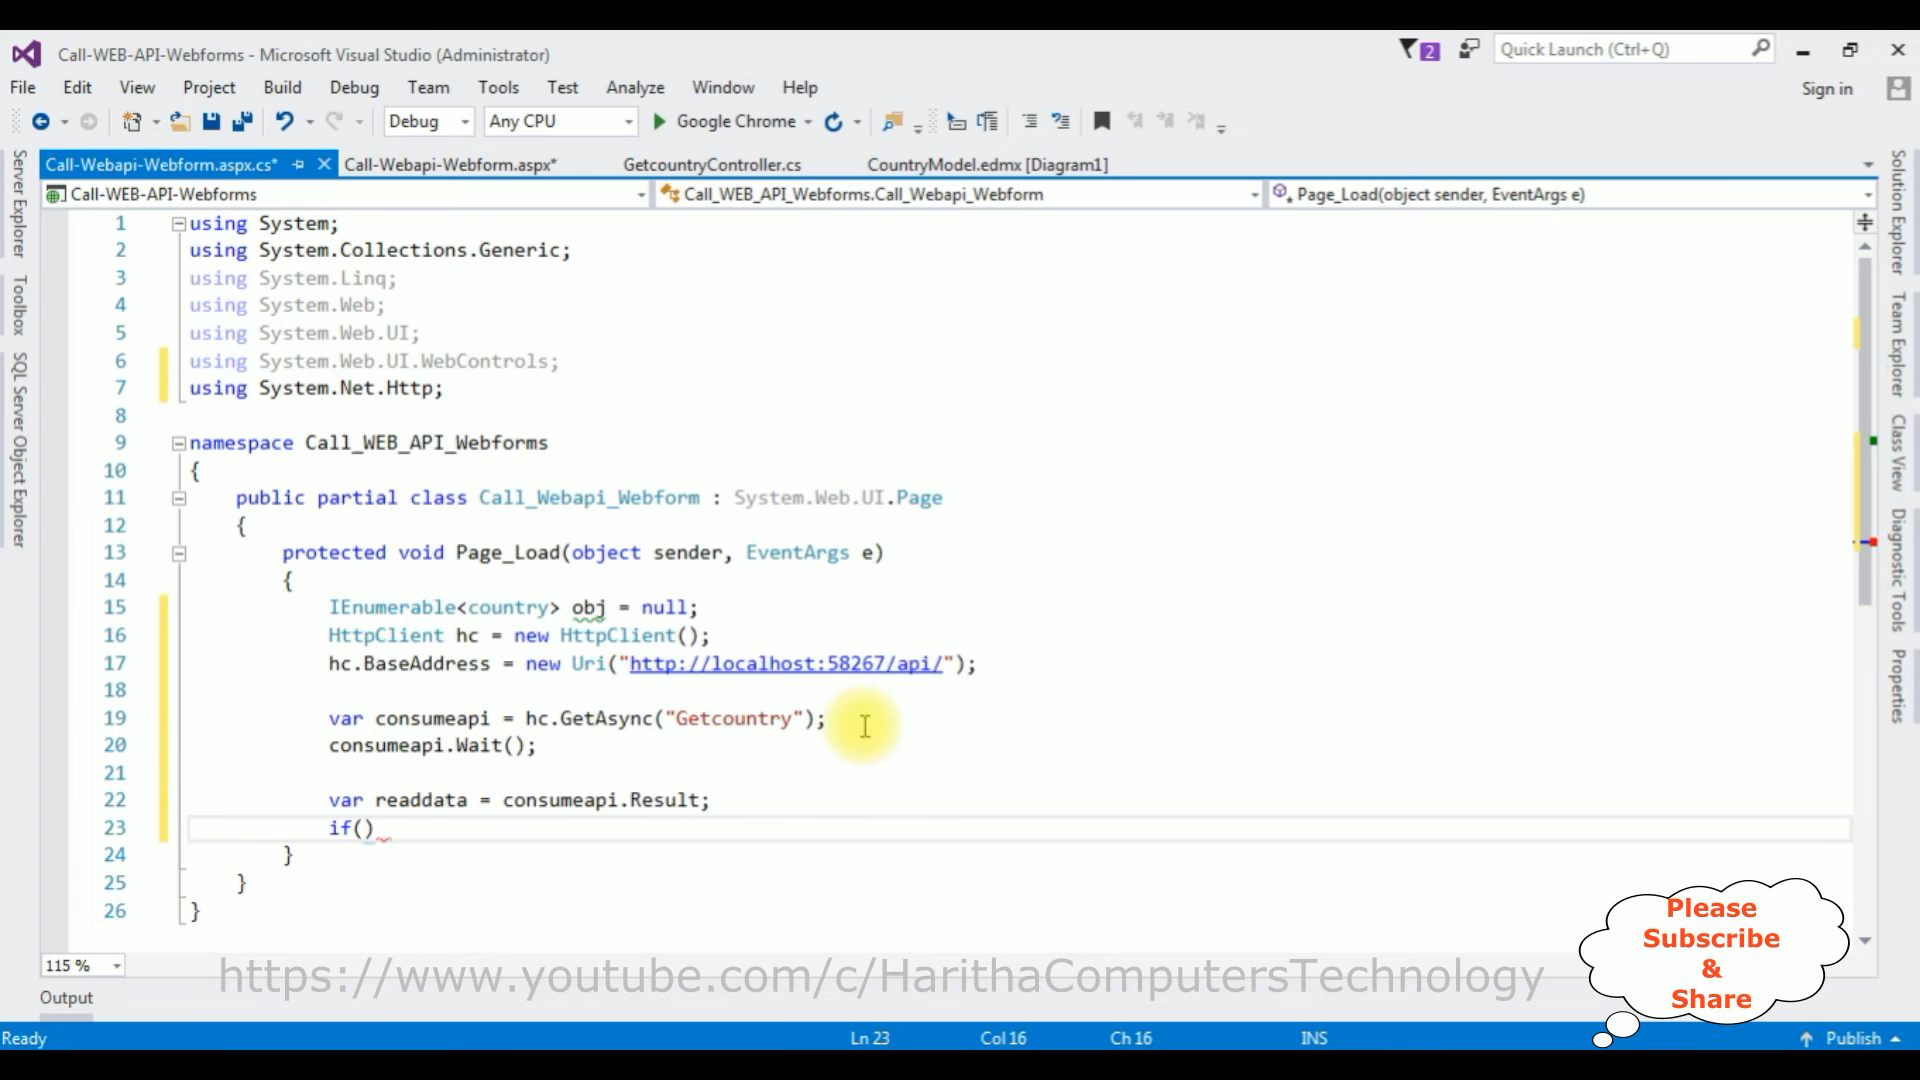 Call-WEB-API-Webforms - Microsoft Visual Studio (Administrator)
2
Quick Launch (Ctrl+Q)
File Edit View Project Build Debug Team Tools Test Analyze Window Help
Sign in
Debug Any CPU Google Chrome
Call-Webapi-Webform.aspx.cs* Call-Webapi-Webform.aspx* GetcountryController.cs CountryModel.edmx [Diagram1]
Call-WEB-API-Webforms Call_WEB_API_Webforms.Call_Webapi_Webform Page_Load(object sender, EventArgs e)
Server Explorer
Toolbox
SQL Server Object Explorer
1 using System;
2 using System.Collections.Generic;
3 using System.Linq;
4 using System.Web;
5 using System.Web.UI;
6 using System.Web.UI.WebControls;
7 using System.Net.Http;
8
9 namespace Call_WEB_API_Webforms
10 {
11 public partial class Call_Webapi_Webform : System.Web.UI.Page
12 {
13 protected void Page_Load(object sender, EventArgs e)
14 {
15 IEnumerable<country> obj = null;
16 HttpClient hc = new HttpClient();
17 hc.BaseAddress = new Uri("http://localhost:58267/api/");
18
19 var consumeapi = hc.GetAsync("Getcountry");
20 consumeapi.Wait();
21
22 var readdata = consumeapi.Result;
23 if()
24 }
25 }
26 }
Solution Explorer
Team Explorer
Class View
Diagnostic Tools
Properties
115 %
https://www.youtube.com/c/HarithaComputersTechnology
Please
Subscribe
&
Share
Output
Ready Ln 23 Col 16 Ch 16 INS Publish